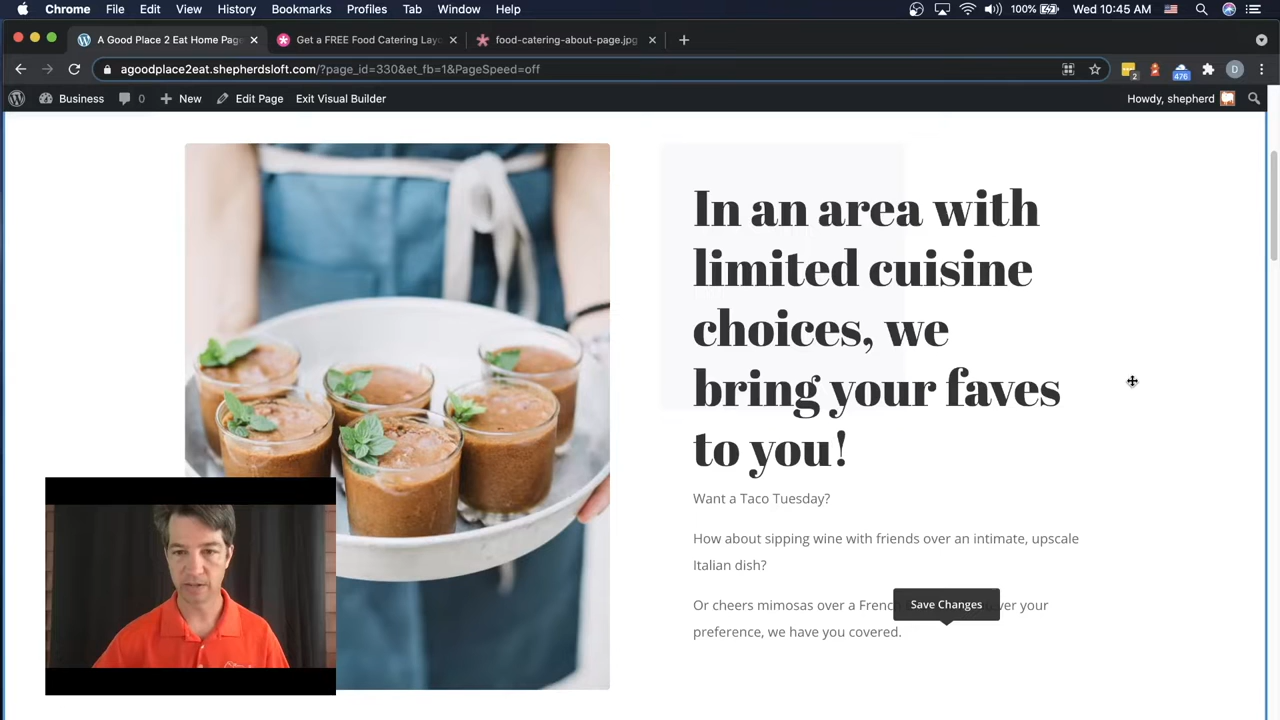 Chrome File Edit View History Bookmarks Profiles Tab Window Help 100% Wed 10:45 AM
A Good Place 2 Eat Home Pag
Get a FREE Food Catering Lay
food-catering-about-page.jpg
agoodplace2eat.shepherdsloft.com/?page_id=330&et_fb=1&PageSpeed=off
2
476
D
Business 0 New Edit Page Exit Visual Builder Howdy, shepherd
In an area with
limited cuisine
choices, we
bring your faves
to you!
Want a Taco Tuesday?
How about sipping wine with friends over an intimate, upscale
Italian dish?
Or cheers mimosas over a French
Save Changes
ver your
preference, we have you covered.